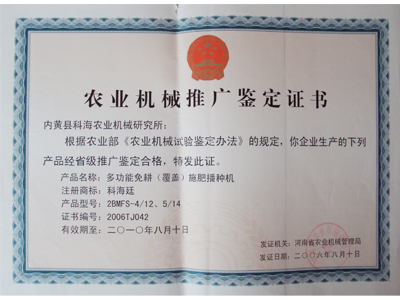 农业机械推广鉴定证书
内黄县科海农业机械研究所：
根据农业部《农业机械试验鉴定办法》的规定，你企业生产的下列
产品经省级推广鉴定合格，特发此证。
产品名称：多功能免耕（覆盖）施肥播种机
注册商标：科海廷
产品型号：2BMFS-4/12、5/14
证书编号：2006TJ042
有效期至：二○一○年八月十日
发证机关：河南省农业机械管理局
发证日期：二○○六年八月十日